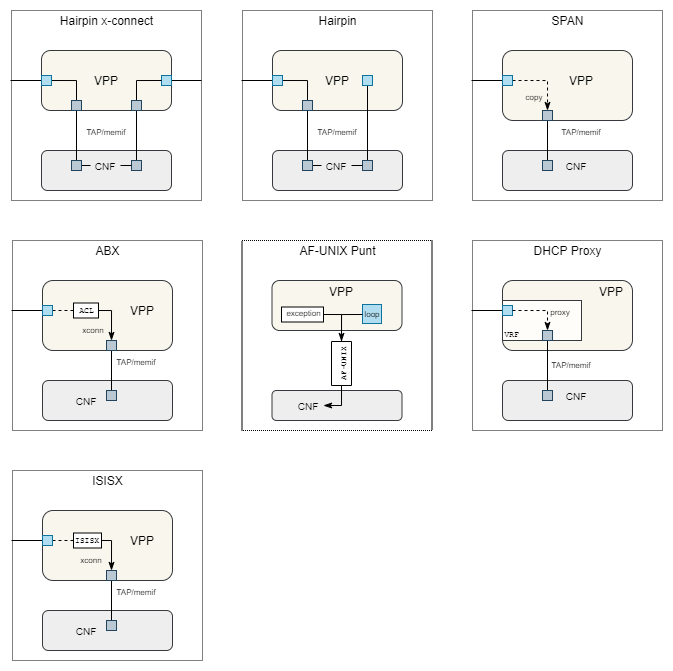 Hairpin x-connect
VPP
TAP/memif
CNF
Hairpin
VPP
TAP/memif
CNF
SPAN
VPP
copy
TAP/memif
CNF
ABX
ACL
VPP
xconn
TAP/memif
CNF
AF-UNIX Punt
VPP
exception
loop
AF-UNIX
CNF
DHCP Proxy
VPP
proxy
VRF
TAP/memif
CNF
ISISX
ISISX
VPP
xconn
TAP/memif
CNF